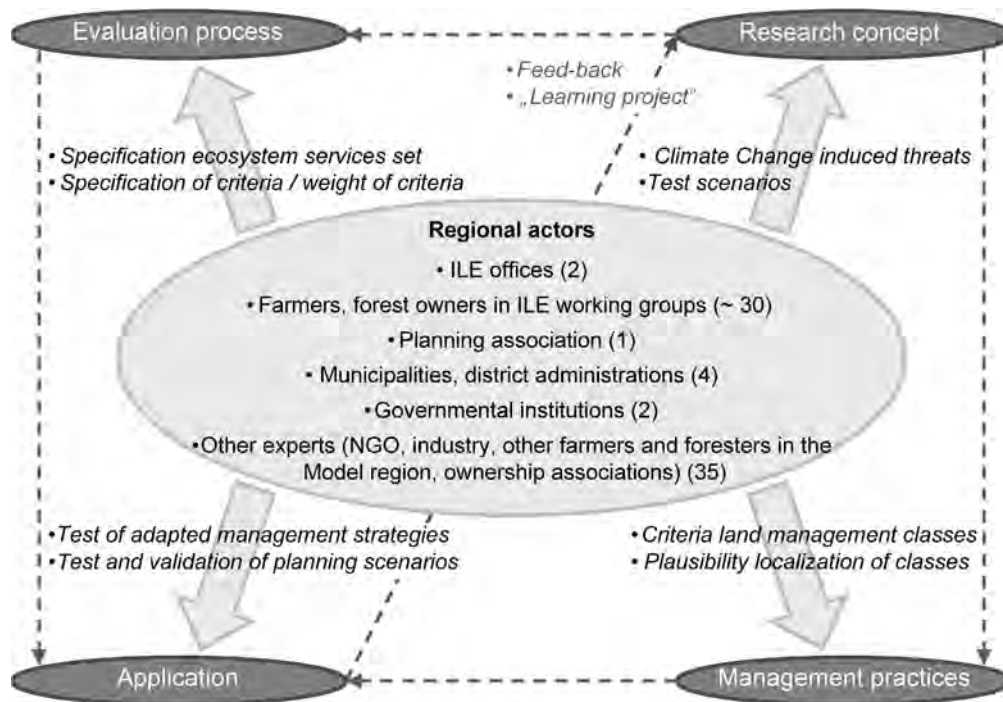 Evaluation process
Research concept
• Feed-back
• „Learning project"
• Specification ecosystem services set
• Specification of criteria / weight of criteria
• Climate Change induced threats
• Test scenarios
Regional actors
• ILE offices (2)
• Farmers, forest owners in ILE working groups (~ 30)
• Planning association (1)
• Municipalities, district administrations (4)
• Governmental institutions (2)
• Other experts (NGO, industry, other farmers and foresters in the
Model region, ownership associations) (35)
• Test of adapted management strategies
• Test and validation of planning scenarios
• Criteria land management classes
• Plausibility localization of classes
Application
Management practices